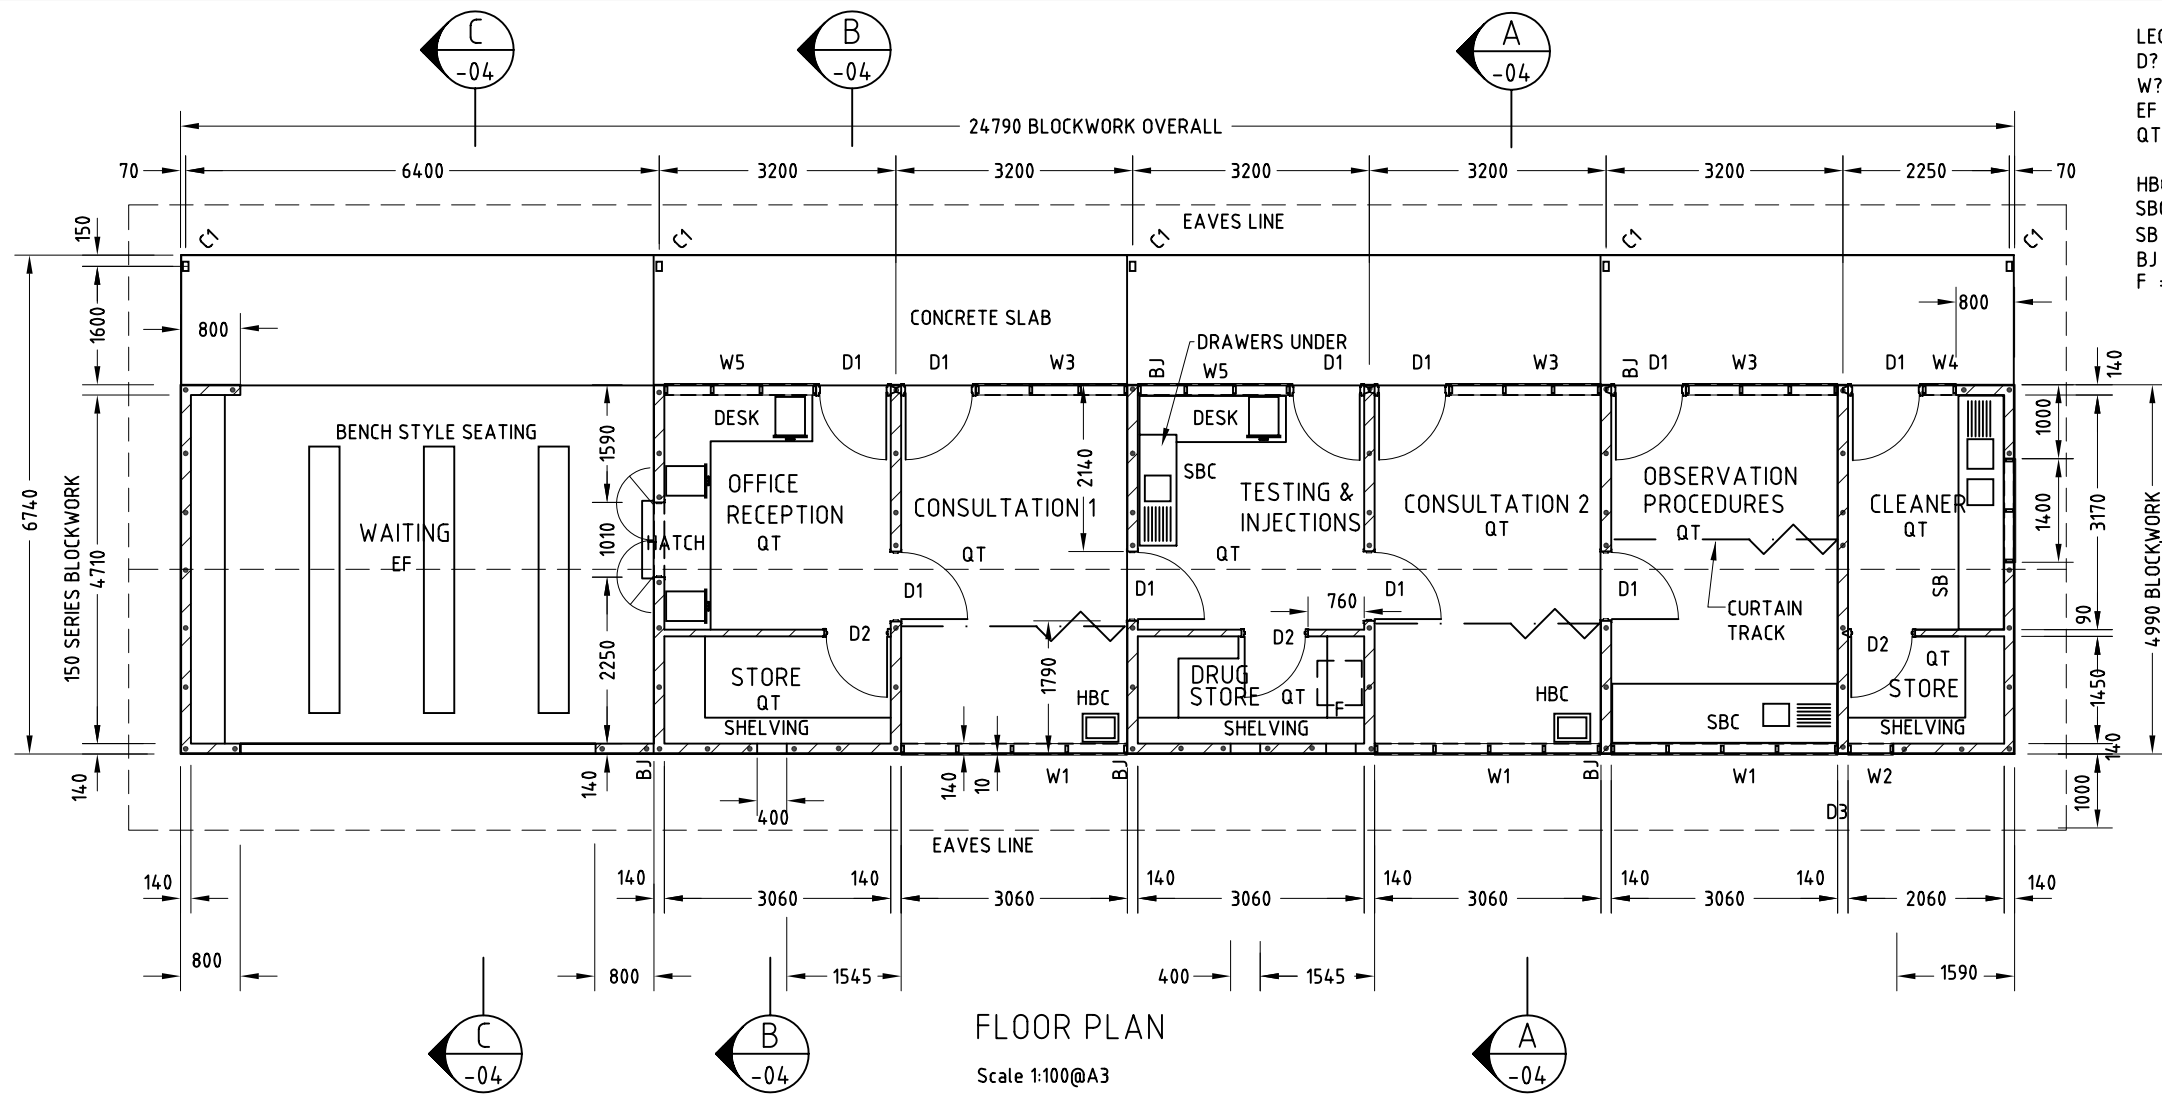 C
-04
B
-04
A
-04
D?
W?
EF
QT
SB
BJ
F
24790 BLOCKWORK OVERALL
70
6400
3200
3200
3200
3200
3200
2250
70
EAVES LINE
150
C1
C1
C1
C1
C1
1600
800
800
CONCRETE SLAB
DRAWERS UNDER
W5
D1
D1
W3
BJ
W5
D1
D1
W3
BJ
D1
W3
D1
W4
140
6740
150 SERIES BLOCKWORK
4710
BENCH STYLE SEATING
WAITING
EF
1590
1010
2250
HATCH
DESK
OFFICE
RECEPTION
QT
2140
CONSULTATION 1
QT
DESK
SBC
TESTING &
INJECTIONS
QT
CONSULTATION 2
QT
OBSERVATION
PROCEDURES
QT
CLEANER
QT
SB
1000
1400
3170
4990 BLOCKWORK
90
D1
D1
760
D1
D1
CURTAIN
TRACK
D2
D2
D2
STORE
QT
SHELVING
1790
HBC
DRUG
STORE
QT
F
SHELVING
HBC
SBC
QT
STORE
SHELVING
1450
140
140
140
BJ
400
140
10
W1
BJ
W1
BJ
W1
W2
D3
1000
EAVES LINE
140
140
3060
140
3060
140
3060
140
3060
140
3060
140
2060
140
800
800
1545
400
1545
1590
C
-04
B
-04
FLOOR PLAN
Scale 1:100@A3
A
-04